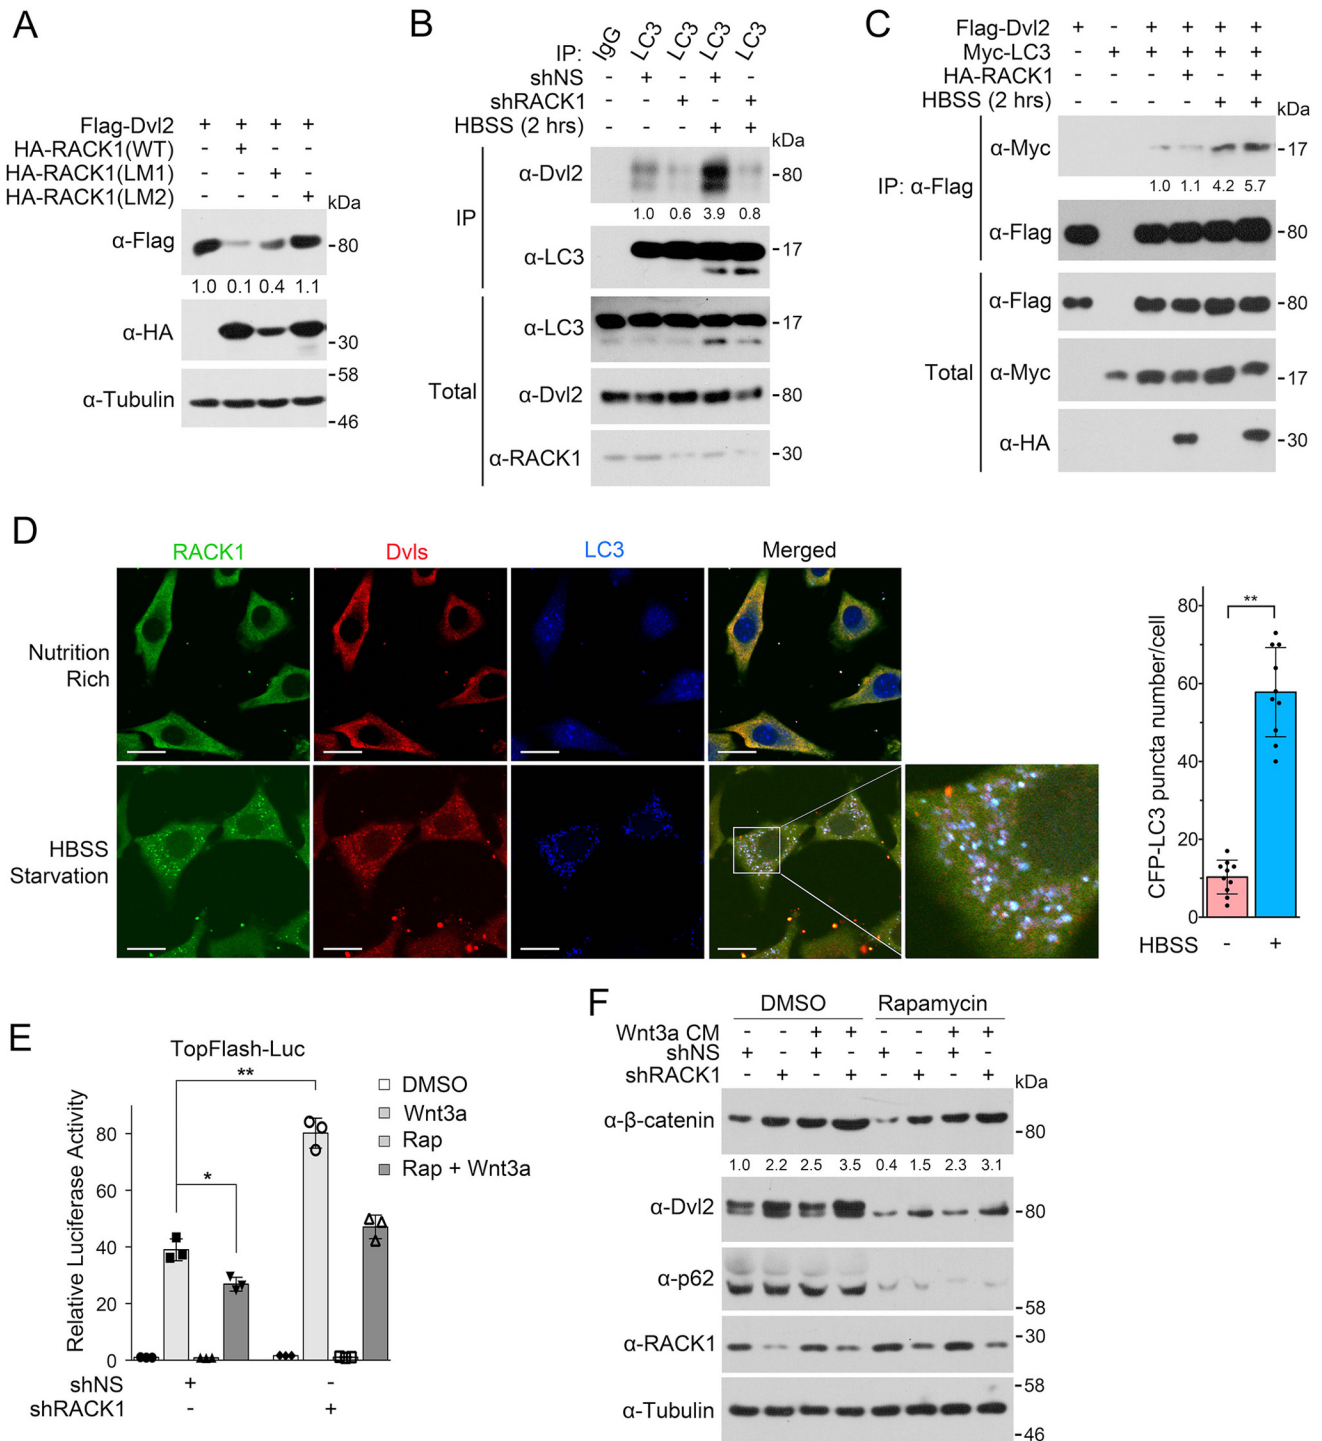 A
Flag-Dvl2 + + + +
HA-RACK1(WT) - + - -
HA-RACK1(LM1) - - + -
HA-RACK1(LM2) - - - +
kDa
α-Flag -80
1.0 0.1 0.4 1.1
α-HA -30
-58
α-Tubulin
-46
B
IP: IgG LC3 LC3 LC3 LC3
shNS - + - + -
shRACK1 - - + - +
HBSS (2 hrs) - - - + +
kDa
IP
α-Dvl2 -80
1.0 0.6 3.9 0.8
α-LC3 -17
Total
α-LC3 -17
α-Dvl2 -80
α-RACK1 -30
C
Flag-Dvl2 + - + + + +
Myc-LC3 - + + + + +
HA-RACK1 - - - + - +
HBSS (2 hrs) - - - - + +
kDa
IP: α-Flag
α-Myc -17
1.0 1.1 4.2 5.7
α-Flag -80
Total
α-Flag -80
α-Myc -17
α-HA -30
D
RACK1 Dvls LC3 Merged
Nutrition
Rich
HBSS
Starvation
CFP-LC3 puncta number/cell
80
60
40
20
0
**
HBSS - +
E
TopFlash-Luc
**
*
DMSO
Wnt3a
Rap
Rap + Wnt3a
Relative Luciferase Activity
80
60
40
20
0
shNS + -
shRACK1 - +
F
DMSO Rapamycin
Wnt3a CM - - + + - - + +
shNS + - + - + - + -
shRACK1 - + - + - + - +
kDa
α-β-catenin -80
1.0 2.2 2.5 3.5 0.4 1.5 2.3 3.1
α-Dvl2 -80
α-p62
-58
-30
α-RACK1
-58
α-Tubulin
-46